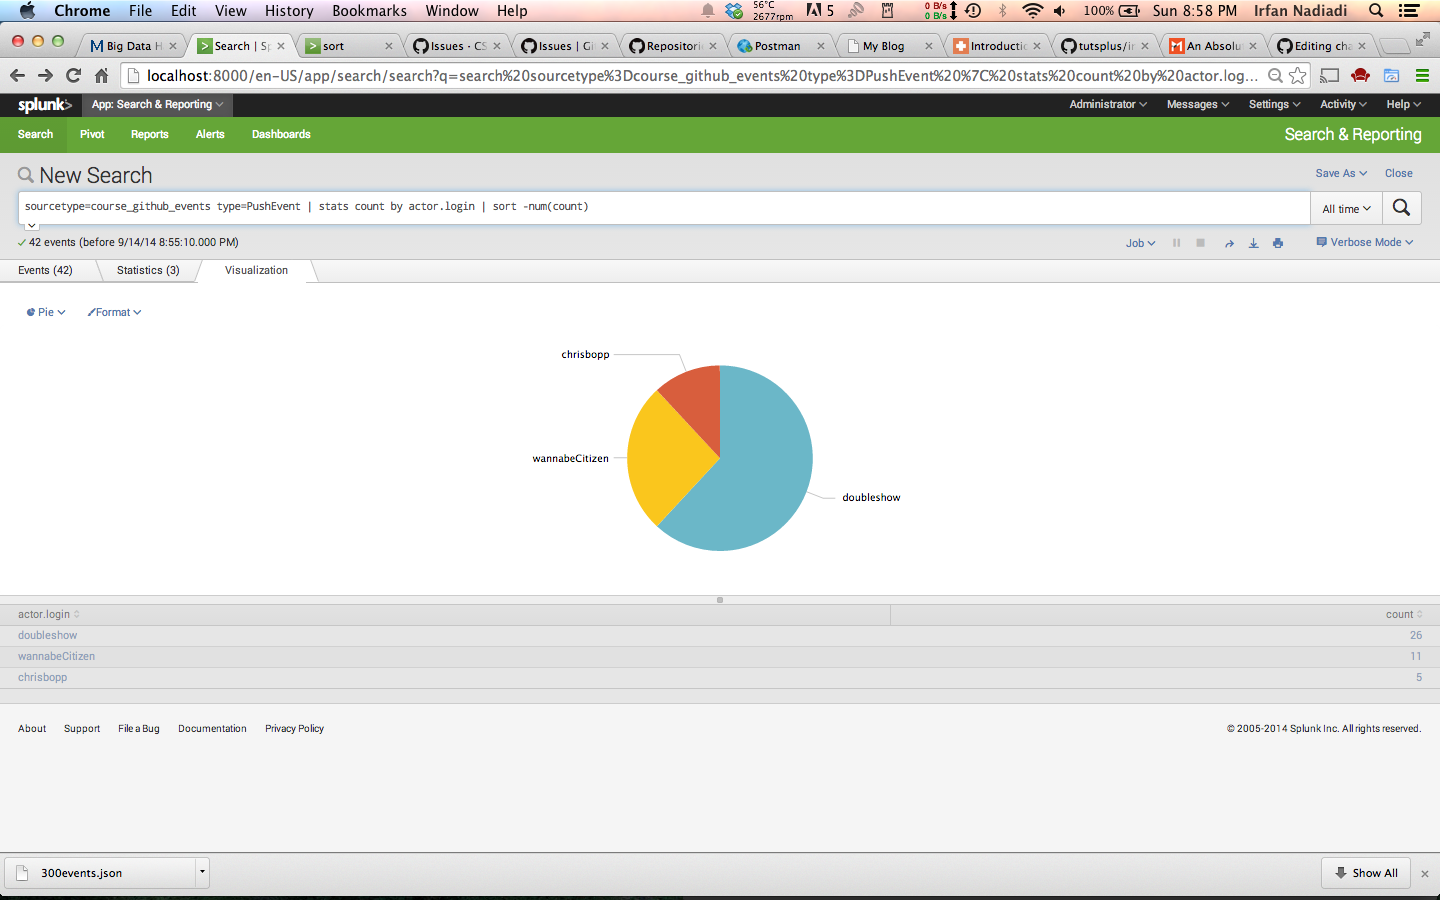 Chrome File Edit View History Bookmarks Window Help 56°C 2677rpm 5 0 B/s 0 B/s 100% Sun 8:58 PM Irfan Nadiadi
Big Data H Search | Sp sort Issues · CS Issues | Gi Repositori Postman My Blog Introductio tutsplus/in An Absolu Editing cha
localhost:8000/en-US/app/search/search?q=search%20sourcetype%3Dcourse_github_events%20type%3DPushEvent%20%7C%20stats%20count%20by%20actor.log...
splunk> App: Search & Reporting Administrator Messages Settings Activity Help
Search Pivot Reports Alerts Dashboards Search & Reporting
New Search Save As Close
sourcetype=course_github_events type=PushEvent | stats count by actor.login | sort -num(count) All time
42 events (before 9/14/14 8:55:10.000 PM) Job Verbose Mode
Events (42) Statistics (3) Visualization
Pie Format
chrisbopp
wannabeCitizen
doubleshow
actor.login count
doubleshow 26
wannabeCitizen 11
chrisbopp 5
About Support File a Bug Documentation Privacy Policy © 2005-2014 Splunk Inc. All rights reserved.
300events.json Show All